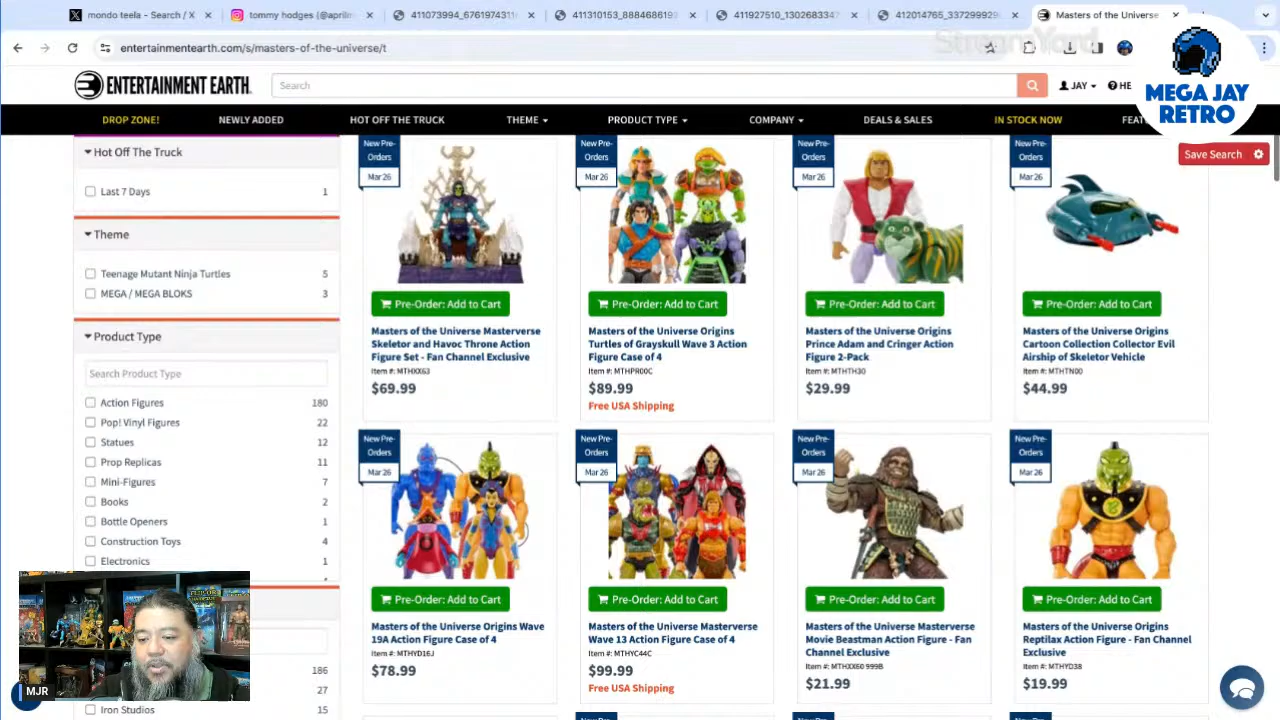 mondo teela - Search / X
tommy hodges (@aprilin
411073994_676197431
411310153_8884686193
411927510_1302683347
412014765_3372999298
Masters of the Universe
entertainmentearth.com/s/masters-of-the-universe/t
StreamYard
MEGA JAY
RETRO
ENTERTAINMENT EARTH
Search
JAY
HE
DROP ZONE!
NEWLY ADDED
HOT OFF THE TRUCK
THEME
PRODUCT TYPE
COMPANY
DEALS & SALES
IN STOCK NOW
FEAT
Save Search
Hot Off The Truck
Last 7 Days 1
Theme
Teenage Mutant Ninja Turtles 5
MEGA / MEGA BLOKS 3
Product Type
Search Product Type
Action Figures 180
Pop! Vinyl Figures 22
Statues 12
Prop Replicas 11
Mini-Figures 7
Books 2
Bottle Openers 1
Construction Toys 4
Electronics 1
186
27
Iron Studios 15
MJR
New Pre-
Orders
Mar 26
Pre-Order: Add to Cart
Masters of the Universe Masterverse
Skeletor and Havoc Throne Action
Figure Set - Fan Channel Exclusive
Item #: MTHXX63
$69.99
New Pre-
Orders
Mar 26
Pre-Order: Add to Cart
Masters of the Universe Origins
Turtles of Grayskull Wave 3 Action
Figure Case of 4
Item #: MTHPR00C
$89.99
Free USA Shipping
New Pre-
Orders
Mar 26
Pre-Order: Add to Cart
Masters of the Universe Origins
Prince Adam and Cringer Action
Figure 2-Pack
Item #: MTHTH30
$29.99
New Pre-
Orders
Mar 26
Pre-Order: Add to Cart
Masters of the Universe Origins
Cartoon Collection Collector Evil
Airship of Skeletor Vehicle
Item #: MTHTN00
$44.99
New Pre-
Orders
Mar 26
Pre-Order: Add to Cart
Masters of the Universe Origins Wave
19A Action Figure Case of 4
Item #: MTHYD16J
$78.99
New Pre-
Orders
Mar 26
Pre-Order: Add to Cart
Masters of the Universe Masterverse
Wave 13 Action Figure Case of 4
Item #: MTHYC44C
$99.99
Free USA Shipping
New Pre-
Orders
Mar 26
Pre-Order: Add to Cart
Masters of the Universe Masterverse
Movie Beastman Action Figure - Fan
Channel Exclusive
Item #: MTHXX60 999B
$21.99
New Pre-
Orders
Mar 26
Pre-Order: Add to Cart
Masters of the Universe Origins
Reptilax Action Figure - Fan Channel
Exclusive
Item #: MTHYD38
$19.99
New Pre-
New Pre-
New Pre-
New Pre-